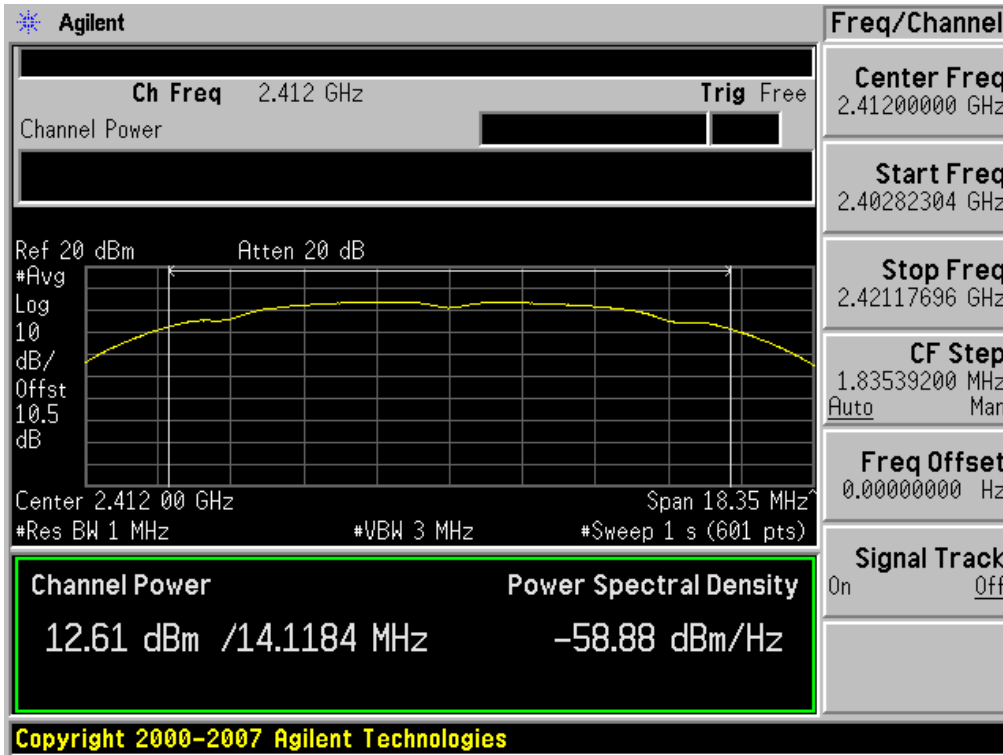 Agilent
Freq/Channel
Ch Freq 2.412 GHz Trig Free
Channel Power
Ref 20 dBm Atten 20 dB
#Avg
Log
10
dB/
Offst
10.5
dB
Center 2.412 00 GHz Span 18.35 MHz^
#Res BW 1 MHz #VBW 3 MHz #Sweep 1 s (601 pts)
Channel Power Power Spectral Density
12.61 dBm /14.1184 MHz -58.88 dBm/Hz
Copyright 2000-2007 Agilent Technologies
Center Freq
2.41200000 GHz
Start Freq
2.40282304 GHz
Stop Freq
2.42117696 GHz
CF Step
1.83539200 MHz
Auto Man
Freq Offset
0.00000000 Hz
Signal Track
On Off